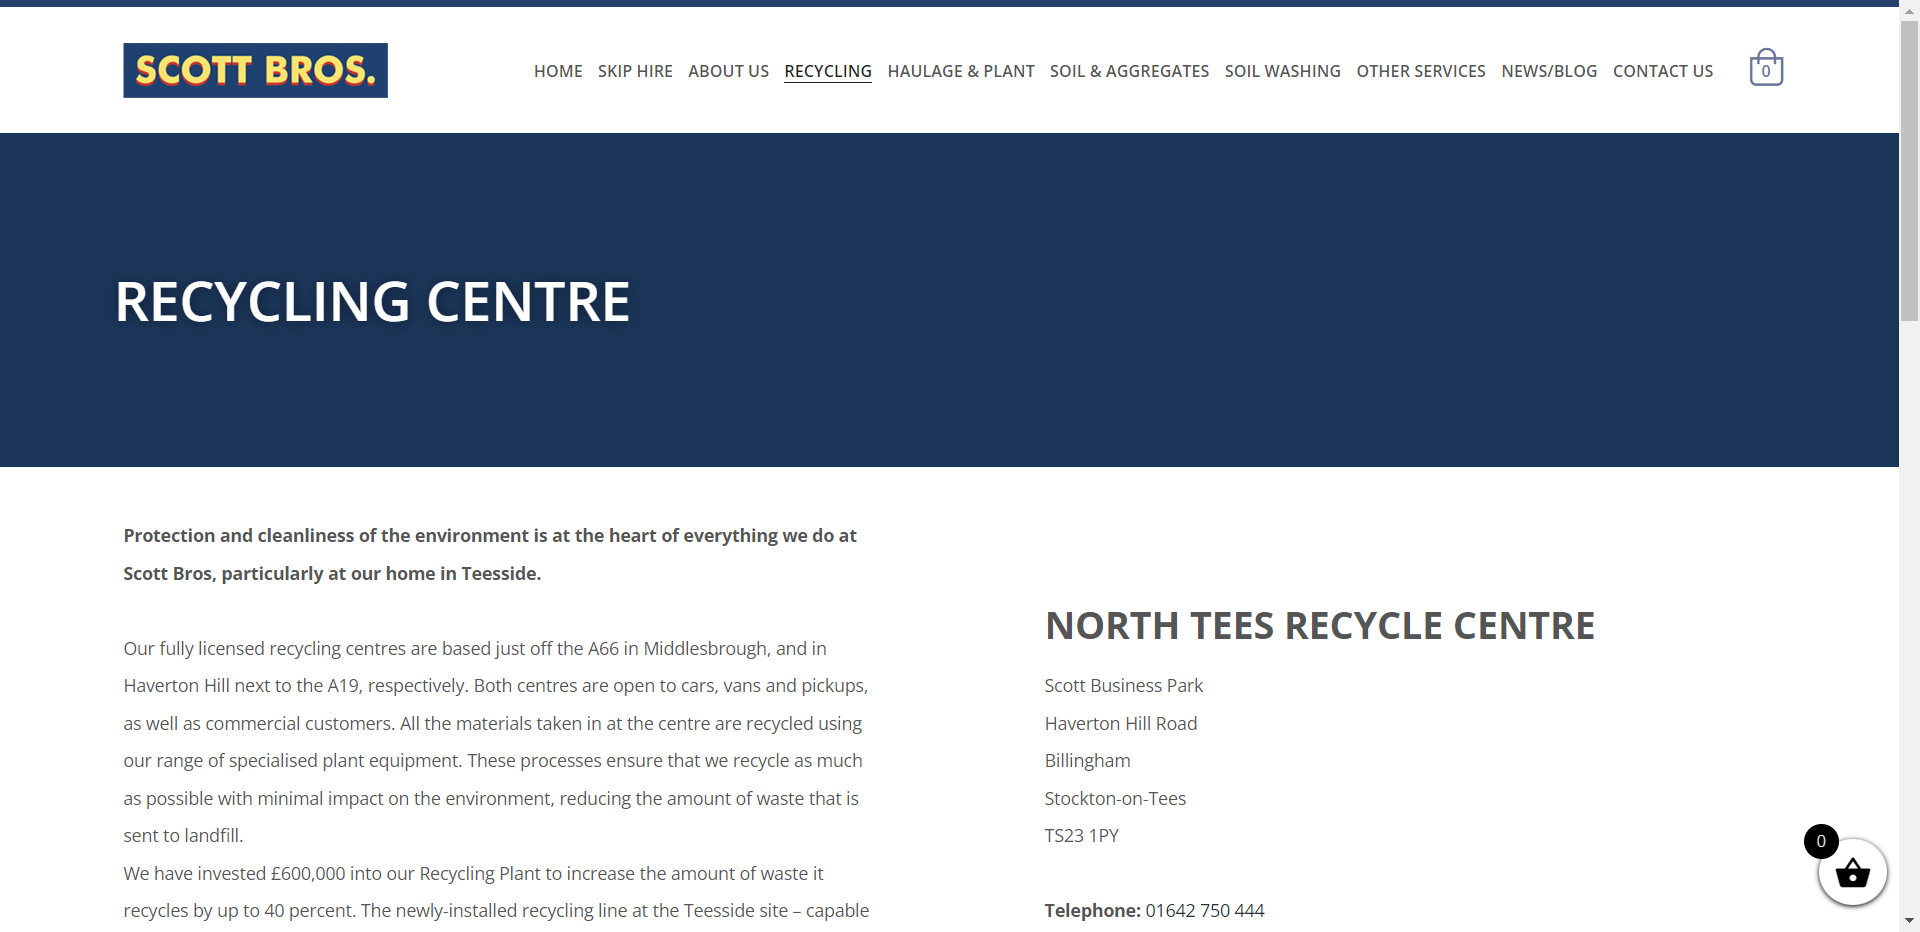 SCOTT BROS.
HOME SKIP HIRE ABOUT US RECYCLING HAULAGE & PLANT SOIL & AGGREGATES SOIL WASHING OTHER SERVICES NEWS/BLOG CONTACT US 0
RECYCLING CENTRE
Protection and cleanliness of the environment is at the heart of everything we do at
Scott Bros, particularly at our home in Teesside.
Our fully licensed recycling centres are based just off the A66 in Middlesbrough, and in
Haverton Hill next to the A19, respectively. Both centres are open to cars, vans and pickups,
as well as commercial customers. All the materials taken in at the centre are recycled using
our range of specialised plant equipment. These processes ensure that we recycle as much
as possible with minimal impact on the environment, reducing the amount of waste that is
sent to landfill.
We have invested £600,000 into our Recycling Plant to increase the amount of waste it
recycles by up to 40 percent. The newly-installed recycling line at the Teesside site – capable
NORTH TEES RECYCLE CENTRE
Scott Business Park
Haverton Hill Road
Billingham
Stockton-on-Tees
TS23 1PY
Telephone: 01642 750 444
0